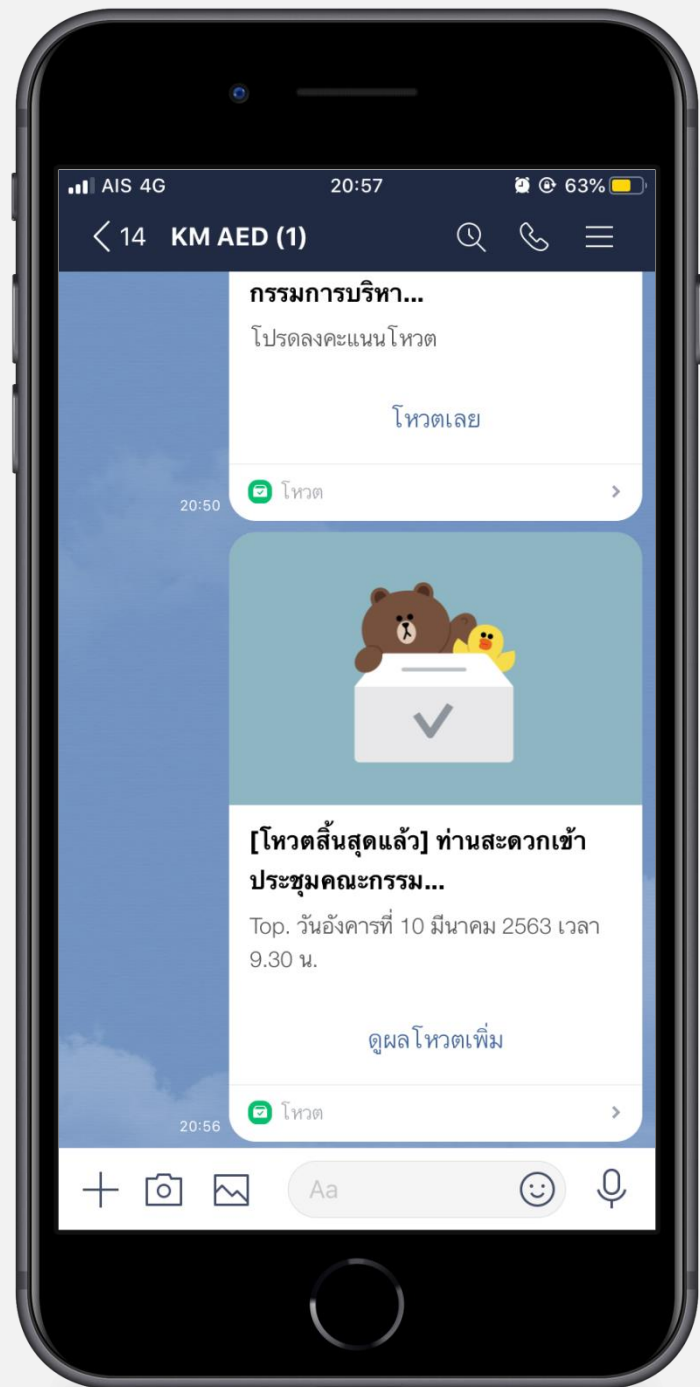 AIS 4G 20:57 63%
14 KM AED (1)
กรรมการบริหา...
โปรดลงคะแนนโหวต
โหวตเลย
โหวต
20:50
[โหวตสิ้นสุดแล้ว] ท่านสะดวกเข้า
ประชุมคณะกรรม...
Top. วันอังคารที่ 10 มีนาคม 2563 เวลา
9.30 น.
ดูผลโหวตเพิ่ม
โหวต
20:56
Aa